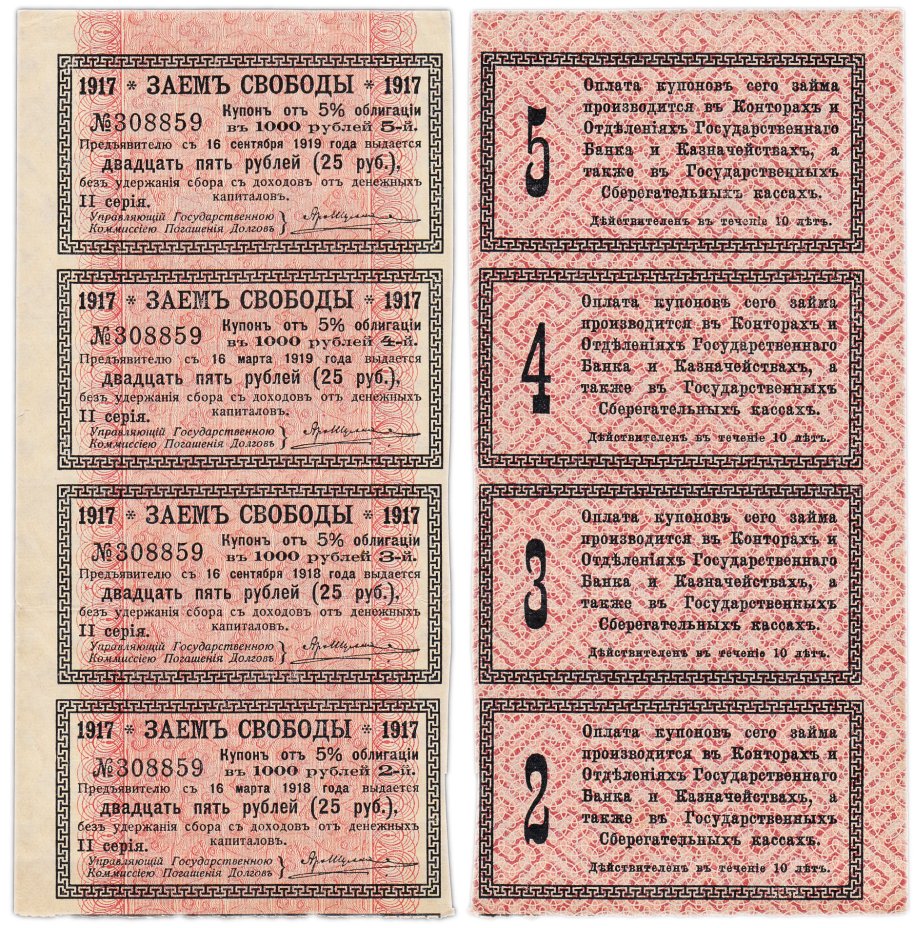 1917 * ЗАЕМЪ СВОБОДЫ * 1917
№308859 Купонъ отъ 5% облигаціи
въ 1000 рублей 5-й.
Предъявителю съ 16 сентября 1919 года выдается
двадцать пять рублей (25 руб.),
безъ удержанія сбора съ доходовъ отъ денежныхъ
капиталовъ.
II серія.
Управляющій Государственною
Коммиссіею Погашенія Долговъ
1917 * ЗАЕМЪ СВОБОДЫ * 1917
№308859 Купонъ отъ 5% облигаціи
въ 1000 рублей 4-й.
Предъявителю съ 16 марта 1919 года выдается
двадцать пять рублей (25 руб.),
безъ удержанія сбора съ доходовъ отъ денежныхъ
капиталовъ.
II серія.
Управляющій Государственною
Коммиссіею Погашенія Долговъ
1917 * ЗАЕМЪ СВОБОДЫ * 1917
№308859 Купонъ отъ 5% облигаціи
въ 1000 рублей 3-й.
Предъявителю съ 16 сентября 1918 года выдается
двадцать пять рублей (25 руб.),
безъ удержанія сбора съ доходовъ отъ денежныхъ
капиталовъ.
II серія.
Управляющій Государственною
Коммиссіею Погашенія Долговъ
1917 * ЗАЕМЪ СВОБОДЫ * 1917
№308859 Купонъ отъ 5% облигаціи
въ 1000 рублей 2-й.
Предъявителю съ 16 марта 1918 года выдается
двадцать пять рублей (25 руб.),
безъ удержанія сбора съ доходовъ отъ денежныхъ
капиталовъ.
II серія.
Управляющій Государственною
Коммиссіею Погашенія Долговъ
5
Оплата купоновъ сего займа
производится въ Конторахъ и
Отдѣленіяхъ Государственнаго
Банка и Казначействахъ, а
также въ Государственныхъ
Сберегательныхъ кассахъ.
Дѣйствителенъ въ теченіе 10 лѣтъ.
4
Оплата купоновъ сего займа
производится въ Конторахъ и
Отдѣленіяхъ Государственнаго
Банка и Казначействахъ, а
также въ Государственныхъ
Сберегательныхъ кассахъ.
Дѣйствителенъ въ теченіе 10 лѣтъ.
3
Оплата купоновъ сего займа
производится въ Конторахъ и
Отдѣленіяхъ Государственнаго
Банка и Казначействахъ, а
также въ Государственныхъ
Сберегательныхъ кассахъ.
Дѣйствителенъ въ теченіе 10 лѣтъ.
2
Оплата купоновъ сего займа
производится въ Конторахъ и
Отдѣленіяхъ Государственнаго
Банка и Казначействахъ, а
также въ Государственныхъ
Сберегательныхъ кассахъ.
Дѣйствителенъ въ теченіе 10 лѣтъ.